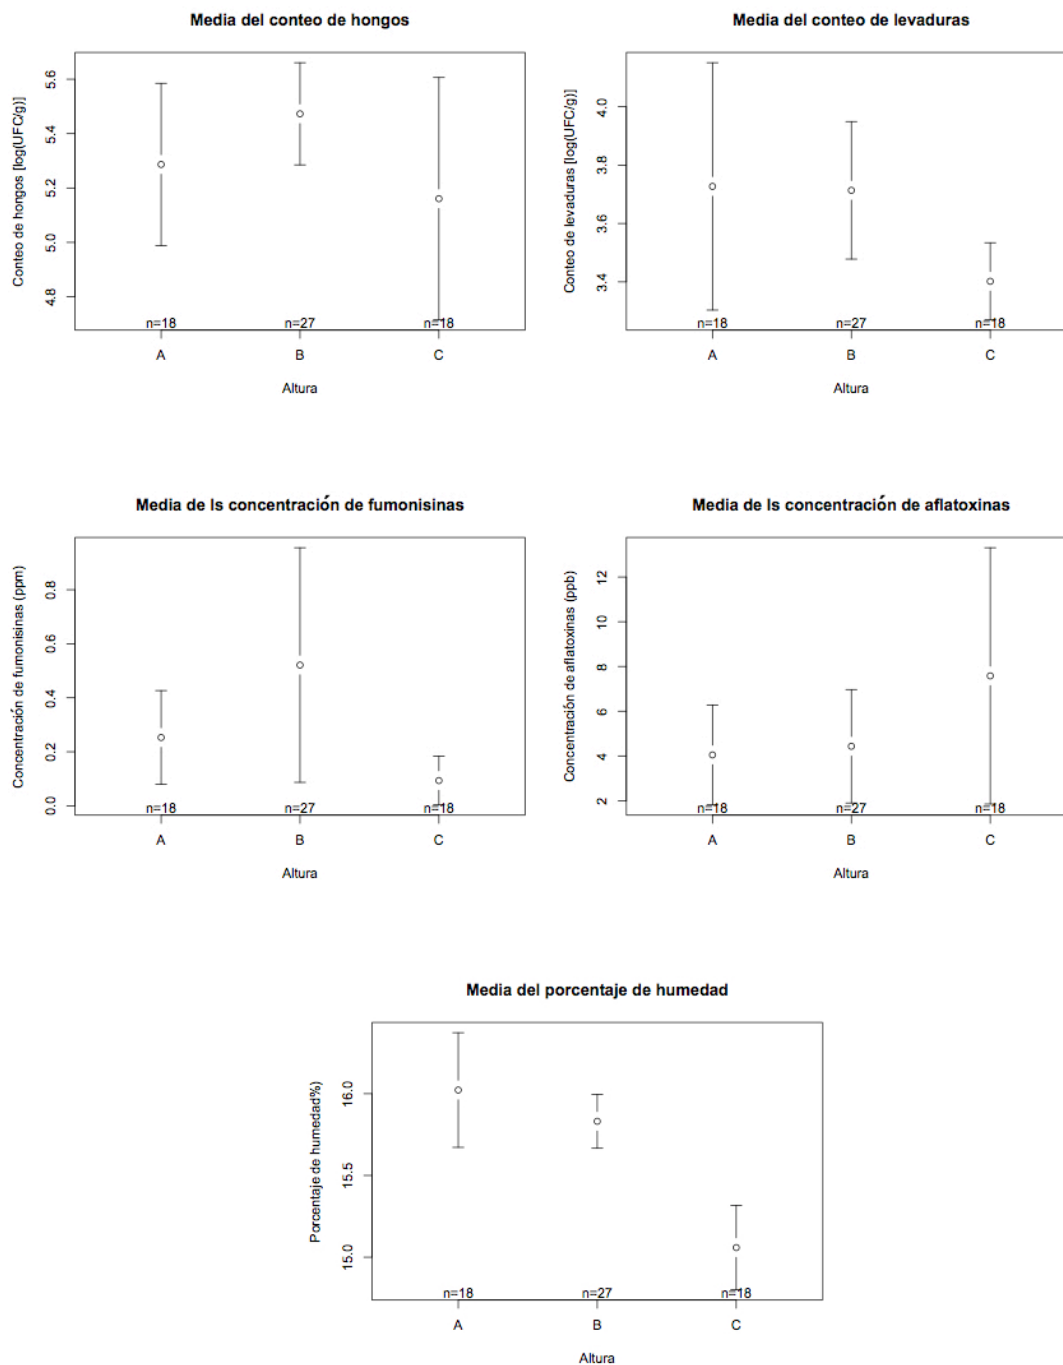 Media del conteo de hongos
Conteo de hongos [log(UFC/g)]
5.6
5.4
5.2
5.0
4.8
n=18 n=27 n=18
A B C
Altura
Media del conteo de levaduras
Conteo de levaduras [log(UFC/g)]
4.0
3.8
3.6
3.4
n=18 n=27 n=18
A B C
Altura
Media de ls concentración de fumonisinas
Concentración de fumonisinas (ppm)
0.8
0.6
0.4
0.2
0.0
n=18 n=27 n=18
A B C
Altura
Media de ls concentración de aflatoxinas
Concentración de aflatoxinas (ppb)
12
10
8
6
4
2
n=18 n=27 n=18
A B C
Altura
Media del porcentaje de humedad
Porcentaje de humedad%)
16.0
15.5
15.0
n=18 n=27 n=18
A B C
Altura